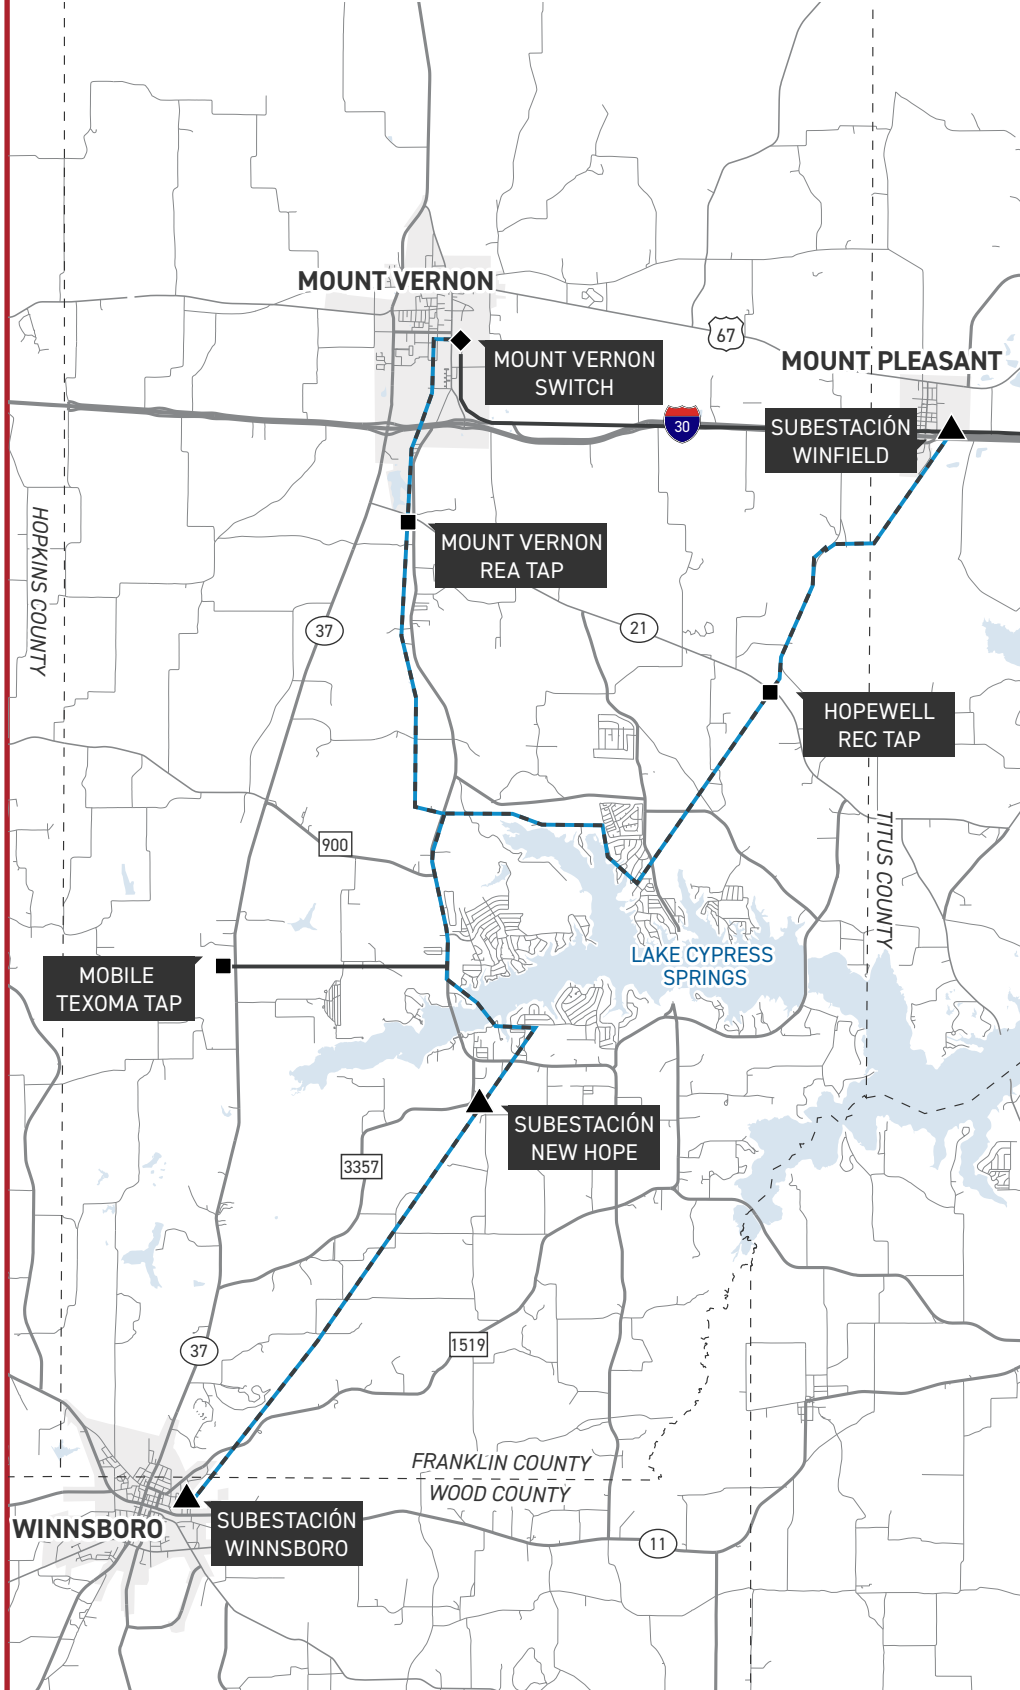 MOUNT VERNON
67
MOUNT VERNON
SWITCH
MOUNT PLEASANT
30
SUBESTACIÓN
WINFIELD
HOPKINS COUNTY
MOUNT VERNON
REA TAP
37
21
HOPEWELL
REC TAP
900
TITUS COUNTY
LAKE CYPRESS
SPRINGS
MOBILE
TEXOMA TAP
SUBESTACIÓN
NEW HOPE
3357
1519
37
FRANKLIN COUNTY
WOOD COUNTY
WINNSBORO
SUBESTACIÓN
WINNSBORO
11